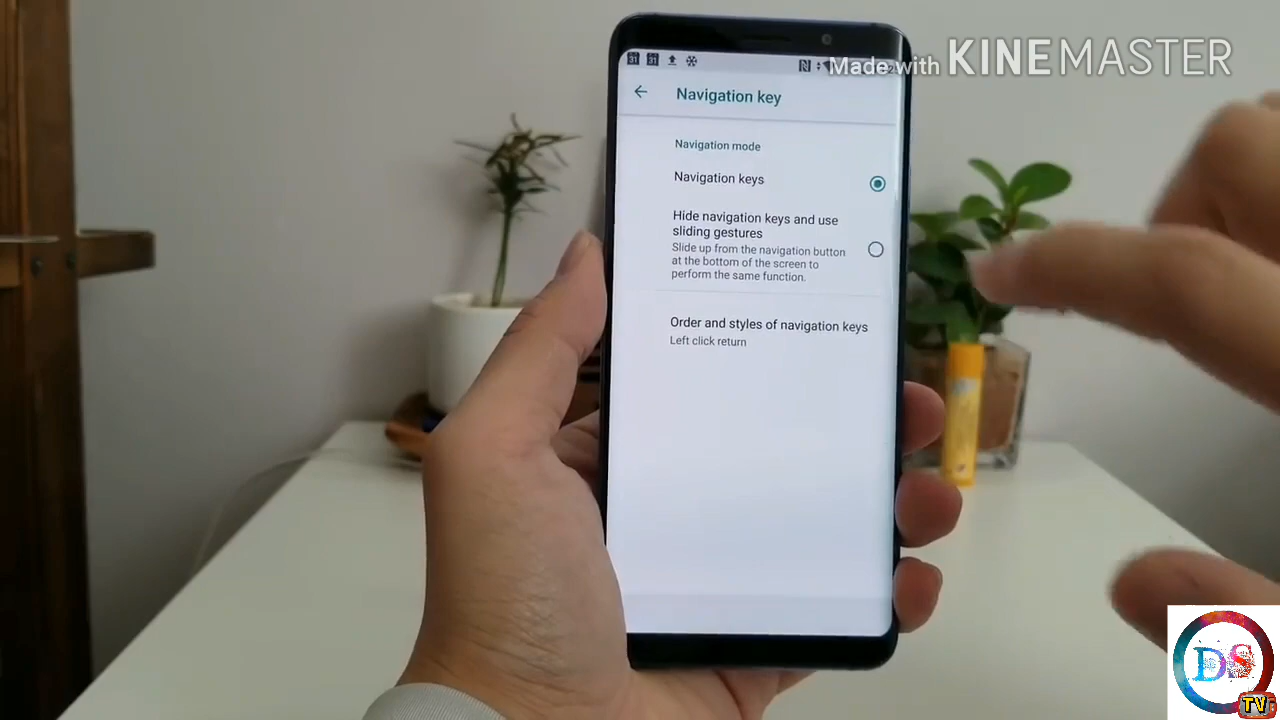 31 31
Made with KINEMASTER
Navigation key
Navigation mode
Navigation keys
Hide navigation keys and use
sliding gestures
Slide up from the navigation button
at the bottom of the screen to
perform the same function.
Order and styles of navigation keys
Left click return
DS
TV